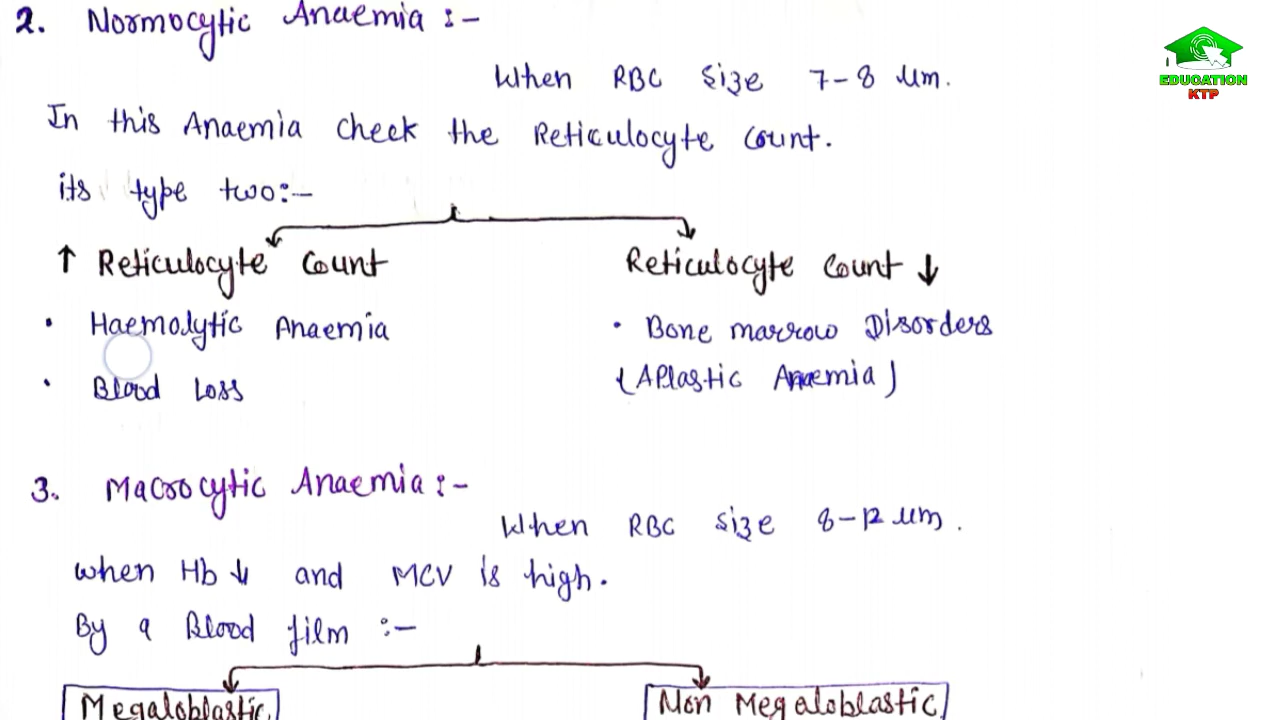 2. Normocytic Anaemia :-
When RBC size 7-8 um.
EDUCATION
KTP
In this Anaemia check the Reticulocyte count.
its type two:-
↑ Reticulocyte Count
Reticulocyte Count ↓
• Haemolytic Anaemia
• Bone marrow Disorders
• Blood Loss
(Aplastic Anaemia)
3. Macrocytic Anaemia :-
When RBC size 8-12 um.
when Hb ↓ and MCV is high.
By a Blood film :-
Megaloblastic
Non Megaloblastic